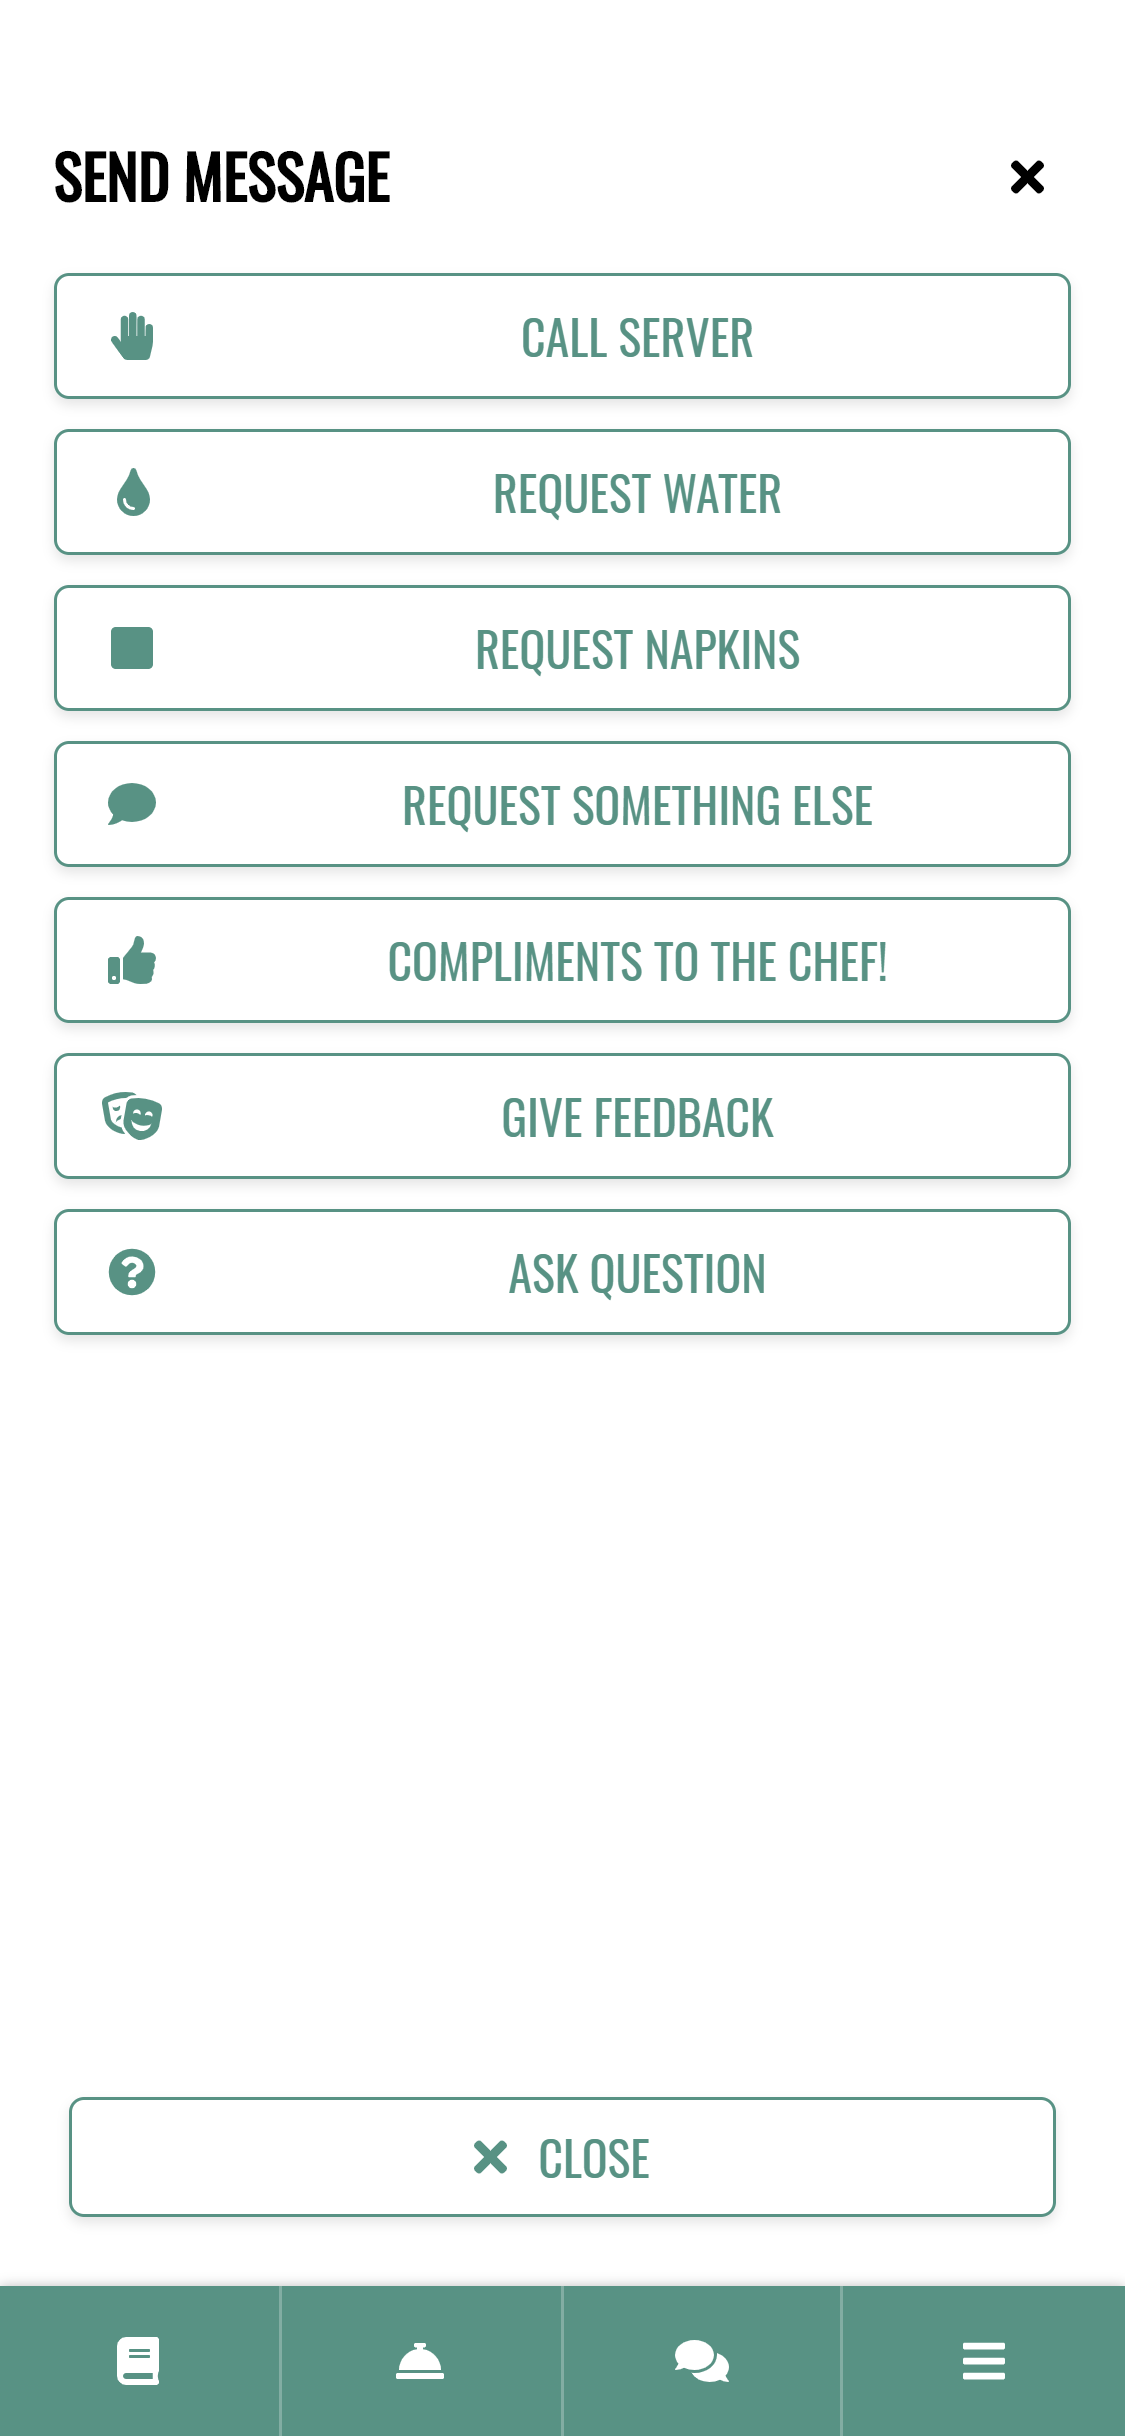 SEND MESSAGE
CALL SERVER
REQUEST WATER
REQUEST NAPKINS
REQUEST SOMETHING ELSE
COMPLIMENTS TO THE CHEF!
GIVE FEEDBACK
ASK QUESTION
CLOSE